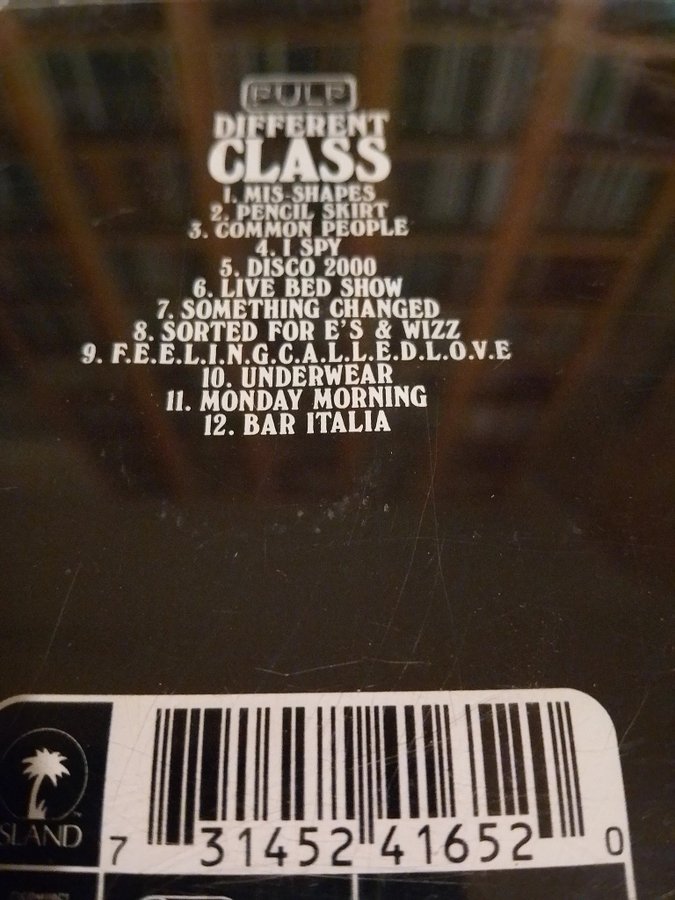 PULP
DIFFERENT
CLASS
1. MIS-SHAPES
2. PENCIL SKIRT
3. COMMON PEOPLE
4. I SPY
5. DISCO 2000
6. LIVE BED SHOW
7. SOMETHING CHANGED
8. SORTED FOR E'S & WIZZ
9. F.E.E.L.I.N.G.C.A.L.L.E.D.L.O.V.E
10. UNDERWEAR
11. MONDAY MORNING
12. BAR ITALIA
SLAND
7 31452 41652 0